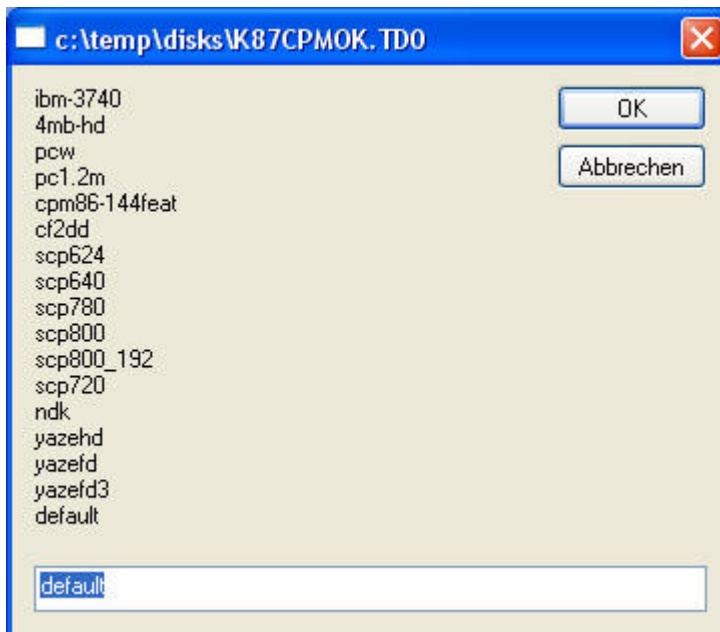 c:\temp\disks\K87CPMOK.TD0
ibm-3740
4mb-hd
pcw
pc1.2m
cpm86-144feat
cf2dd
scp624
scp640
scp780
scp800
scp800_192
scp720
ndk
yazehd
yazefd
yazefd3
default
OK
Abbrechen
default